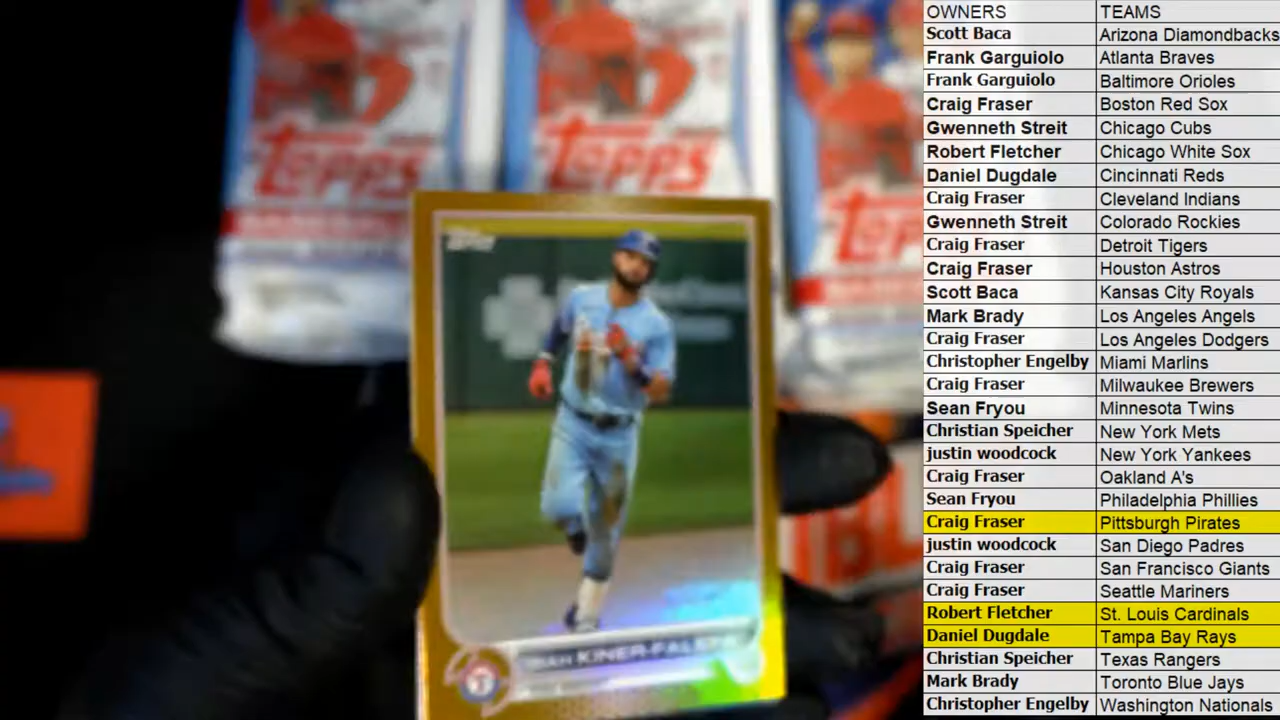 OWNERS TEAMS
Scott Baca Arizona Diamondbacks
Frank Garguiolo Atlanta Braves
Frank Garguiolo Baltimore Orioles
Craig Fraser Boston Red Sox
Gwenneth Streit Chicago Cubs
Robert Fletcher Chicago White Sox
Daniel Dugdale Cincinnati Reds
Craig Fraser Cleveland Indians
Gwenneth Streit Colorado Rockies
Craig Fraser Detroit Tigers
Craig Fraser Houston Astros
Scott Baca Kansas City Royals
Mark Brady Los Angeles Angels
Craig Fraser Los Angeles Dodgers
Christopher Engelby Miami Marlins
Craig Fraser Milwaukee Brewers
Sean Fryou Minnesota Twins
Christian Speicher New York Mets
justin woodcock New York Yankees
Craig Fraser Oakland A's
Sean Fryou Philadelphia Phillies
Craig Fraser Pittsburgh Pirates
justin woodcock San Diego Padres
Craig Fraser San Francisco Giants
Craig Fraser Seattle Mariners
Robert Fletcher St. Louis Cardinals
Daniel Dugdale Tampa Bay Rays
Christian Speicher Texas Rangers
Mark Brady Toronto Blue Jays
Christopher Engelby Washington Nationals
TOPPS
TOPPS
Topps
KINER-FALEFA